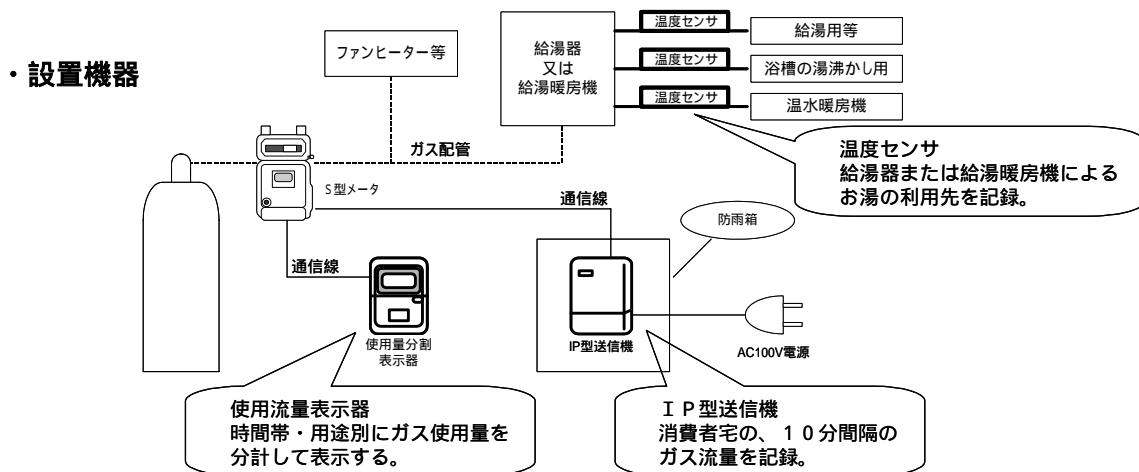 ・設置機器
ファンヒーター等
給湯器
又は
給湯暖房機
温度センサ
給湯用等
温度センサ
浴槽の湯沸かし用
温度センサ
温水暖房機
ガス配管
S型メータ
温度センサ
給湯器または給湯暖房機による
お湯の利用先を記録。
通信線
防雨箱
通信線
使用量分割
表示器
IP型送信機
AC100V電源
使用流量表示器
時間帯・用途別にガス使用量を
分計して表示する。
ＩＰ型送信機
消費者宅の、１０分間隔の
ガス流量を記録。